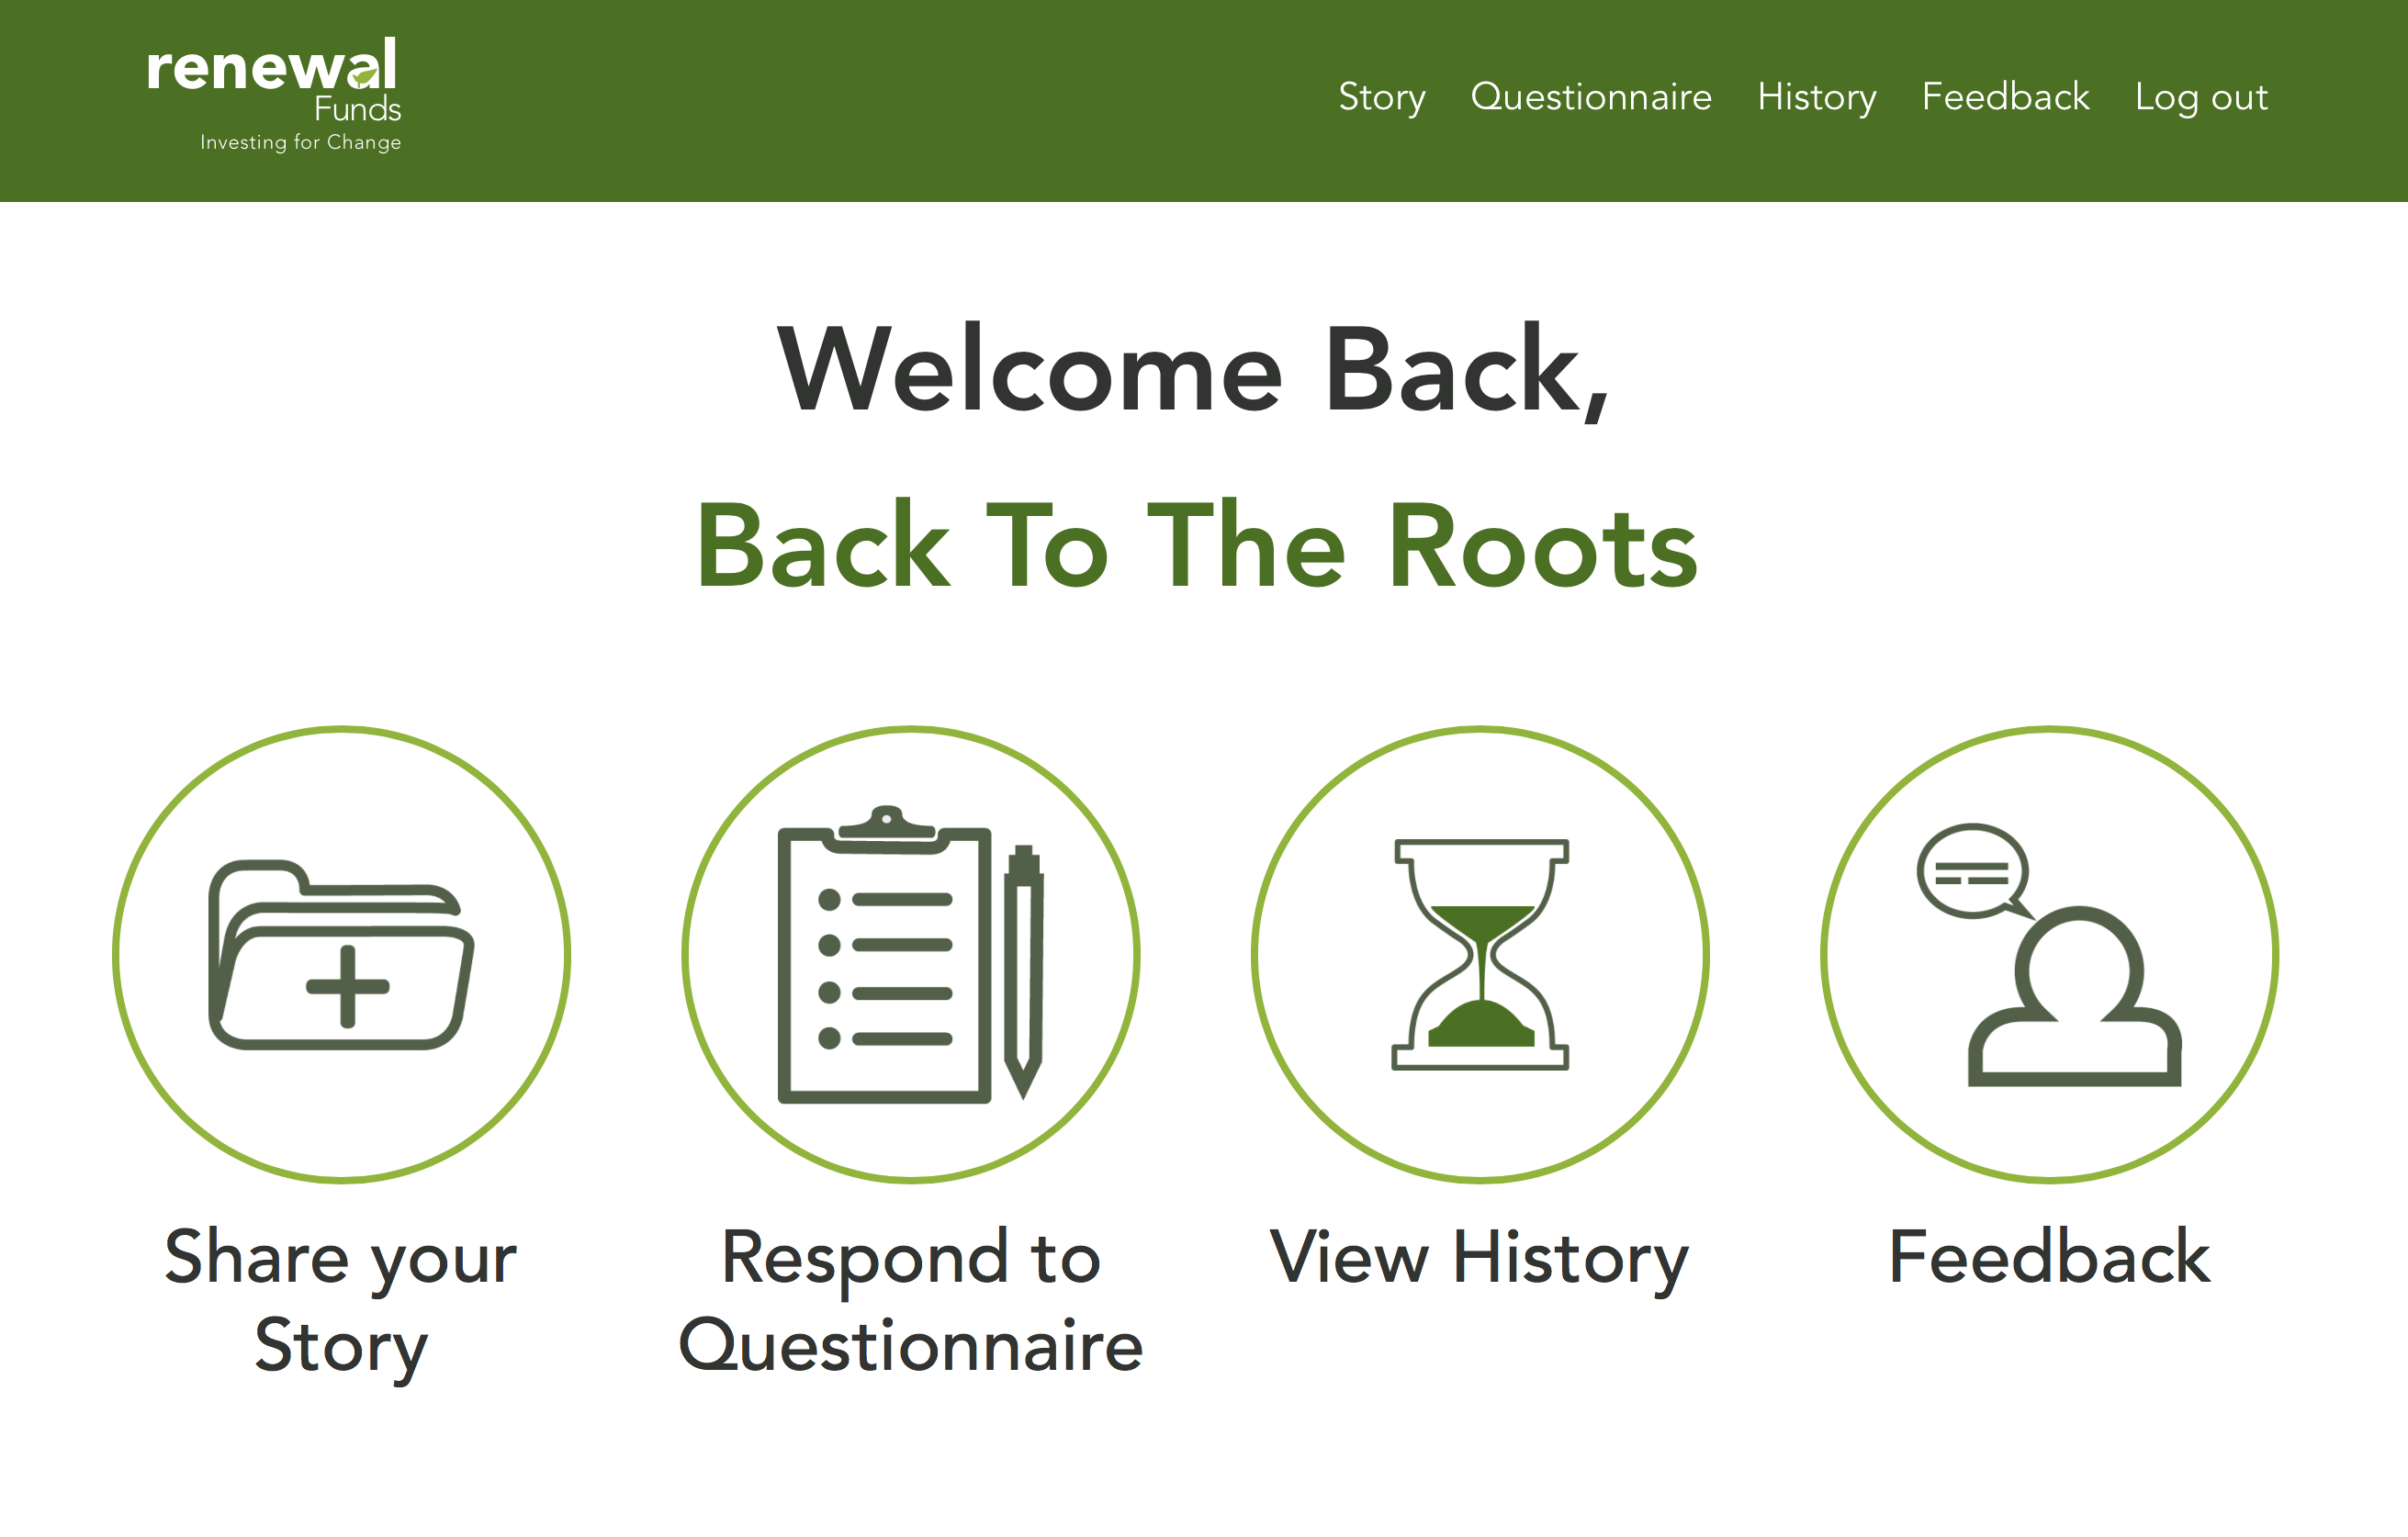 renewal
Funds
Investing for Change
Story Questionnaire History Feedback Log out
Welcome Back,
Back To The Roots
Share your
Story
Respond to
Questionnaire
View History
Feedback